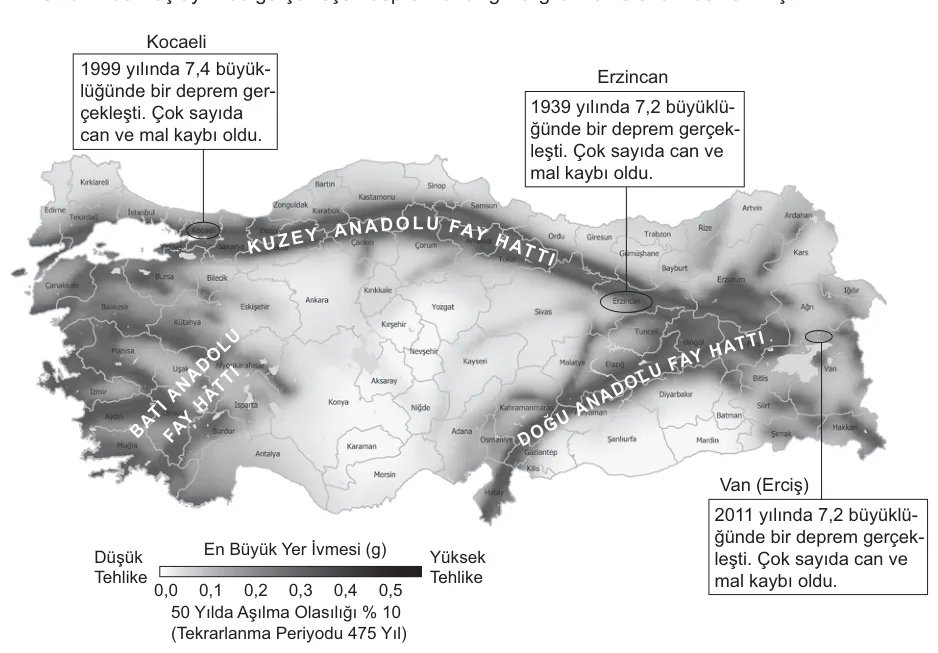 Kocaeli
1999 yılında 7,4 büyük-
lüğünde bir deprem ger-
çekleşti. Çok sayıda
can ve mal kaybı oldu.
Erzincan
1939 yılında 7,2 büyüklü-
ğünde bir deprem gerçek-
leşti. Çok sayıda can ve
mal kaybı oldu.
Kırklareli
Edirne
Tekirdağ
İstanbul
Kocaeli
Zonguldak
Bartın
Karabük
Kastamonu
Sinop
Samsun
Ordu
Giresun
Trabzon
Rize
Artvin
Ardahan
Kars
Gümüşhane
Bayburt
Erzurum
Iğdır
Ağrı
KUZEY ANADOLU FAY HATTI
Çankırı
Çorum
Çanakkale
Bursa
Bilecik
Balıkesir
Kütahya
Eskişehir
Ankara
Kırıkkale
Yozgat
Sivas
Erzincan
Tunceli
Bingöl
Kırşehir
Nevşehir
Kayseri
Malatya
Elazığ
Manisa
Uşak
Afyonkarahisar
BATI ANADOLU
FAY HATTI
İzmir
Aydın
Muğla
Isparta
Burdur
Antalya
Konya
Aksaray
Niğde
Karaman
Mersin
Adana
Osmaniye
Kahramanmaraş
Gaziantep
Kilis
Hatay
DOĞU ANADOLU FAY HATTI
Şanlıurfa
Diyarbakır
Mardin
Batman
Siirt
Şırnak
Bitlis
Van
Hakkari
Van (Erciş)
2011 yılında 7,2 büyüklü-
ğünde bir deprem gerçek-
leşti. Çok sayıda can ve
mal kaybı oldu.
En Büyük Yer İvmesi (g)
Düşük
Tehlike
Yüksek
Tehlike
0,0 0,1 0,2 0,3 0,4 0,5
50 Yılda Aşılma Olasılığı % 10
(Tekrarlanma Periyodu 475 Yıl)